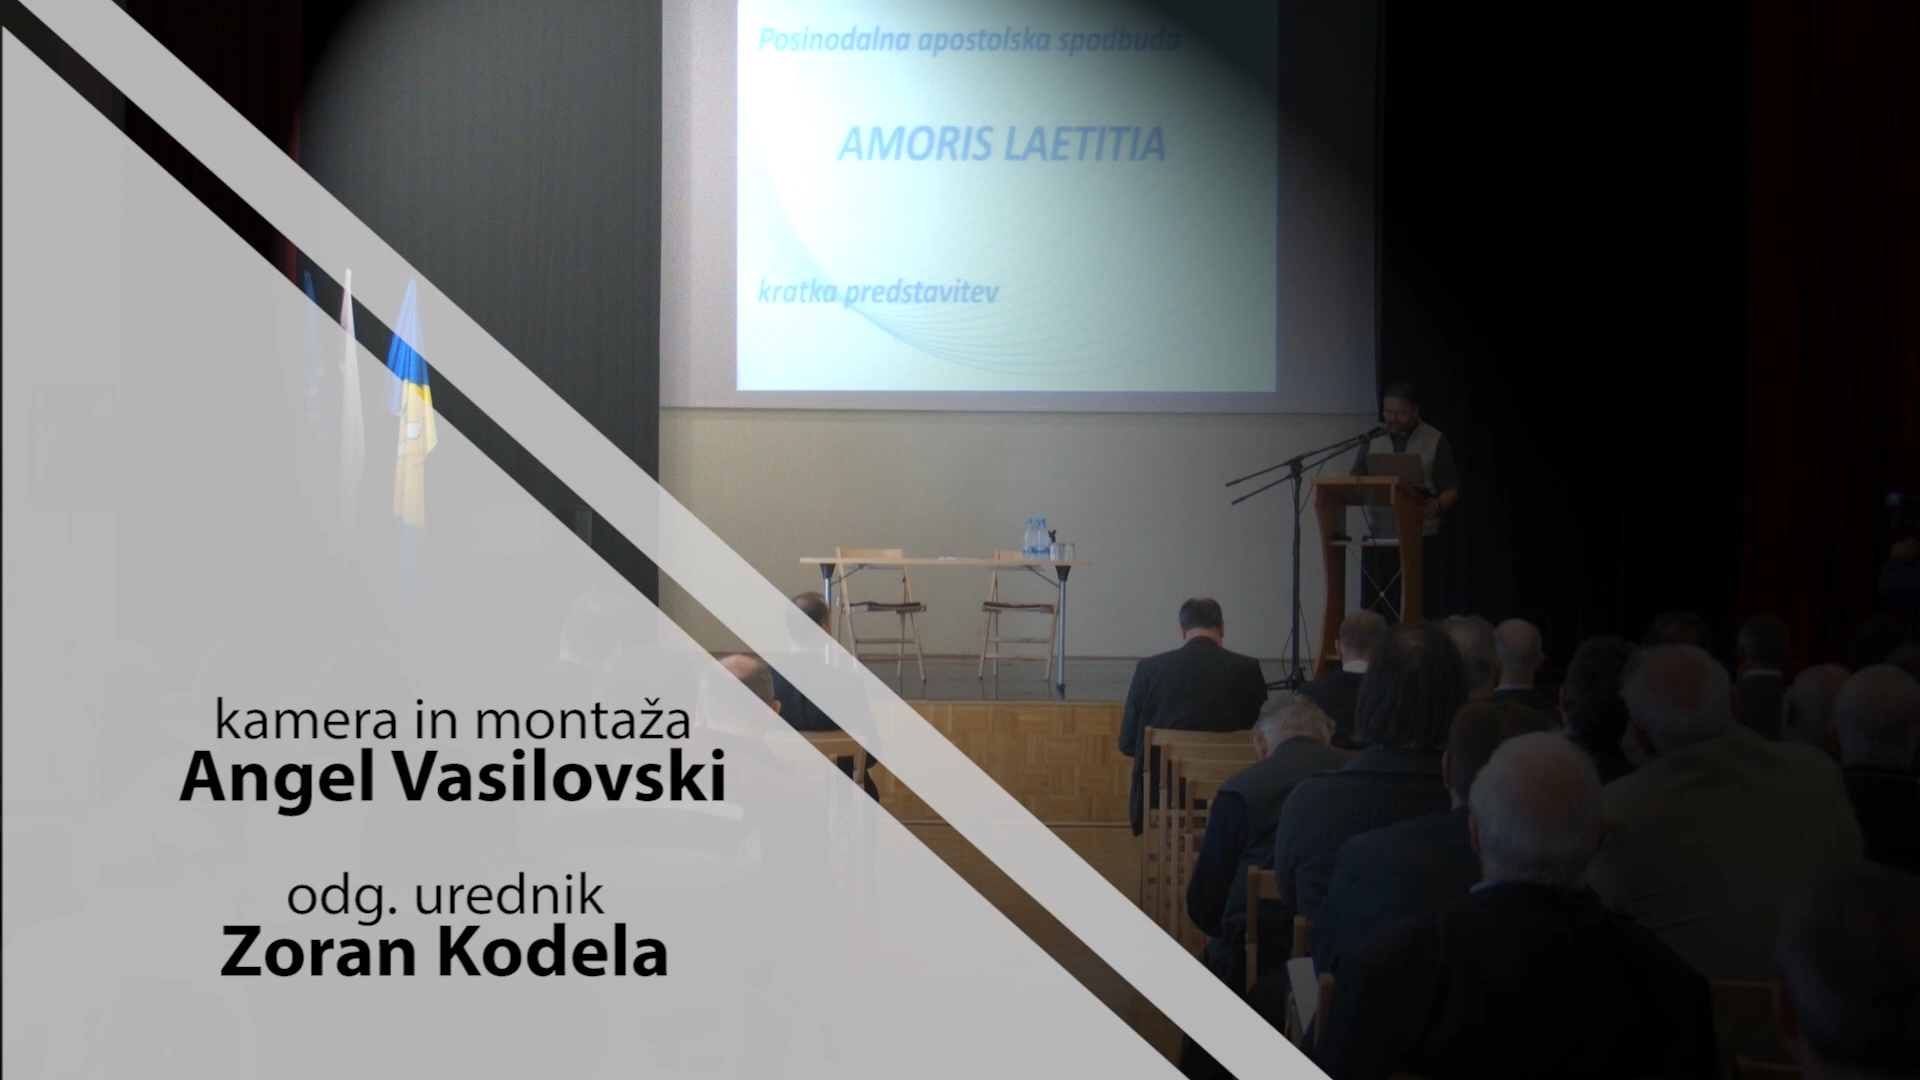 Posinodalna apostolska spodbuda
AMORIS LAETITIA
kratka predstavitev
kamera in montaža
Angel Vasilovski
odg. urednik
Zoran Kodela